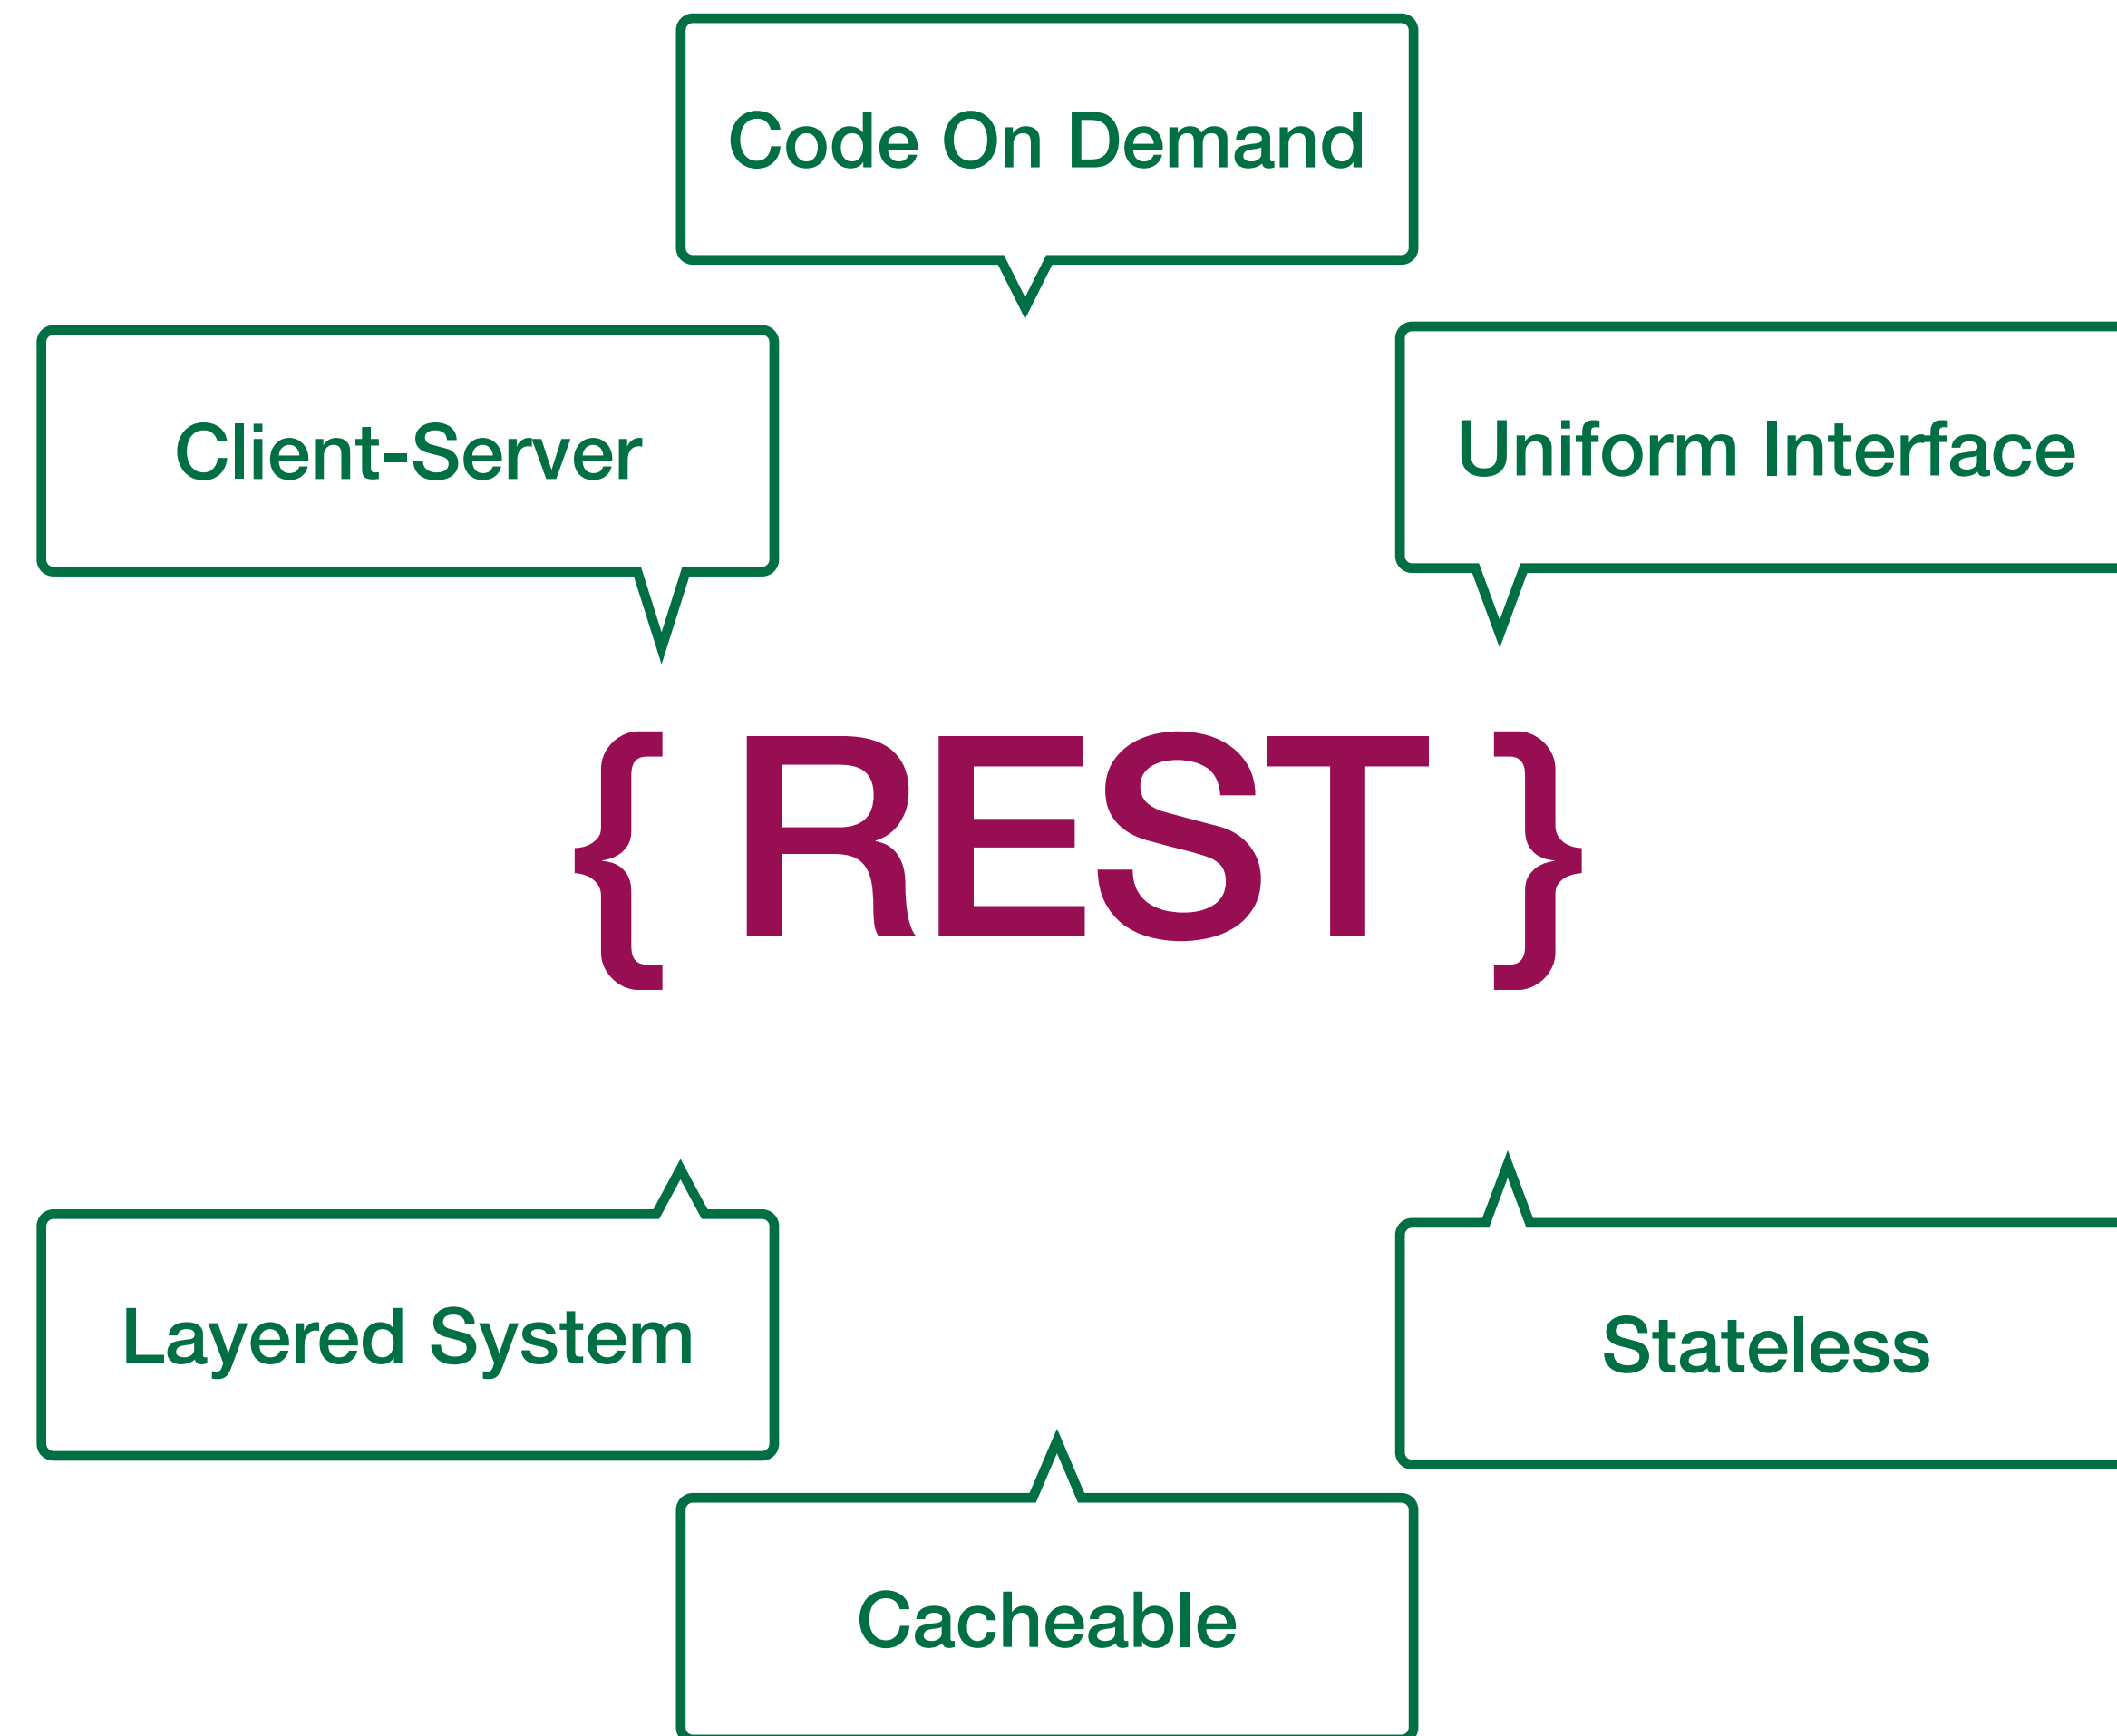 Code On Demand
Client-Server
Uniform Interface
{ REST }
Layered System
Stateless
Cacheable